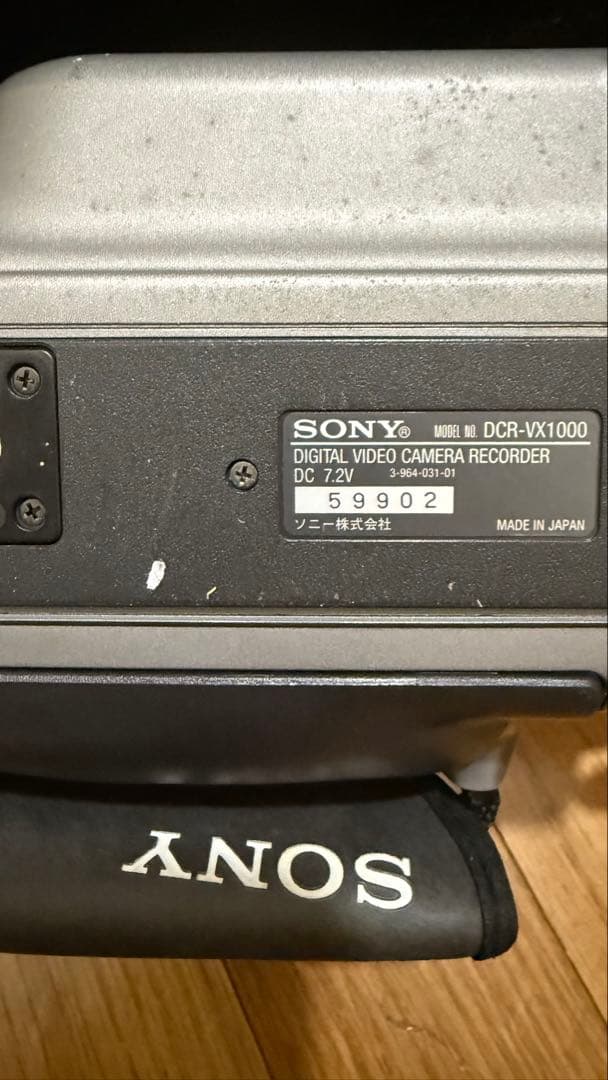 SONY® MODEL NO. DCR-VX1000
DIGITAL VIDEO CAMERA RECORDER
DC 7.2V 3-964-031-01
59902
ソニー株式会社 MADE IN JAPAN
SONY